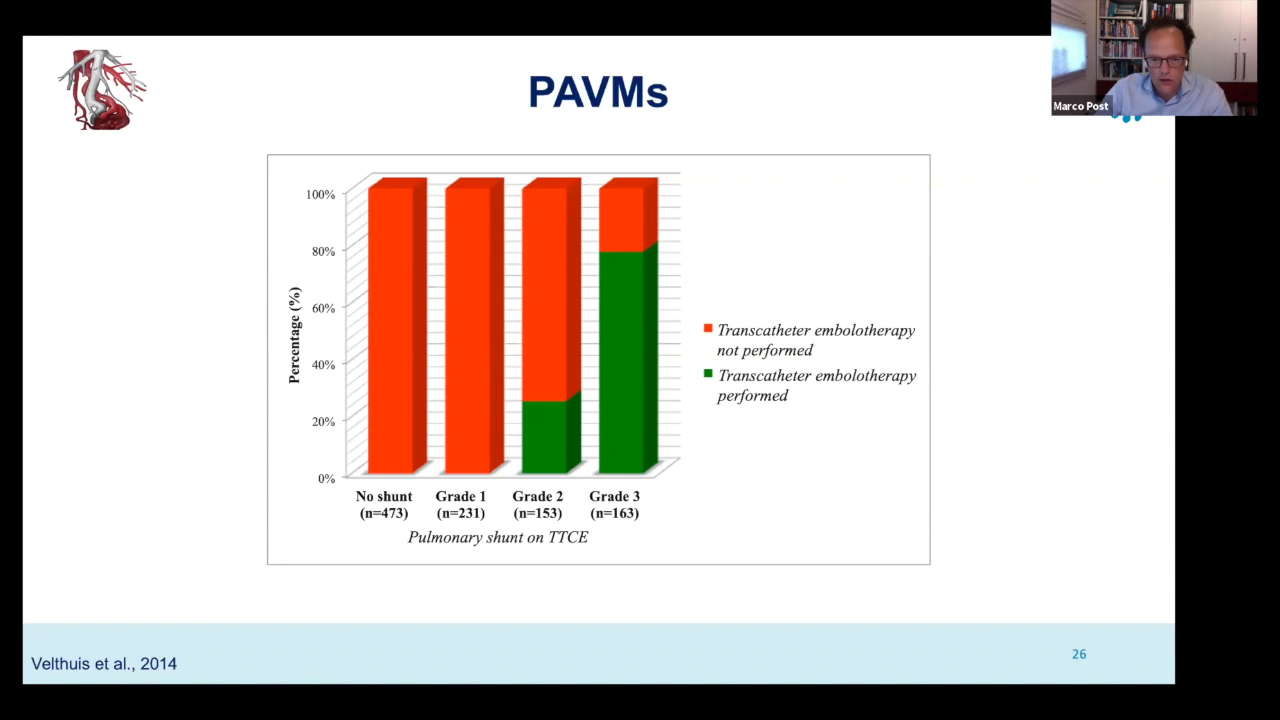 PAVMs
Marco Post
100%
80%
60%
40%
20%
0%
Percentage (%)
No shunt
(n=473)
Grade 1
(n=231)
Grade 2
(n=153)
Grade 3
(n=163)
Pulmonary shunt on TTCE
Transcatheter embolotherapy
not performed
Transcatheter embolotherapy
performed
Velthuis et al., 2014
26